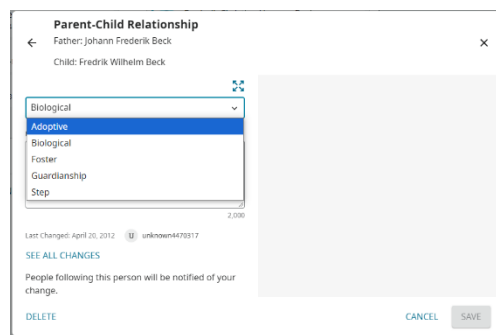 Parent-Child Relationship
Father: Johann Frederik Beck
Child: Fredrik Wilhelm Beck
Biological
Adoptive
Biological
Foster
Guardianship
Step
2,000
Last Changed: April 20, 2012 U unknown4470317
SEE ALL CHANGES
People following this person will be notified of your
change.
DELETE CANCEL SAVE